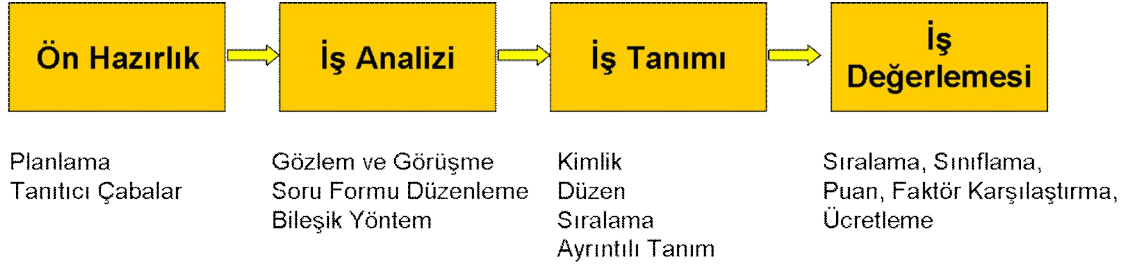 Ön Hazırlık
İş Analizi
İş Tanımı
İş
Değerlemesi
Planlama
Tanıtıcı Çabalar
Gözlem ve Görüşme
Soru Formu Düzenleme
Bileşik Yöntem
Kimlik
Düzen
Sıralama
Ayrıntılı Tanım
Sıralama, Sınıflama,
Puan, Faktör Karşılaştırma,
Ücretleme